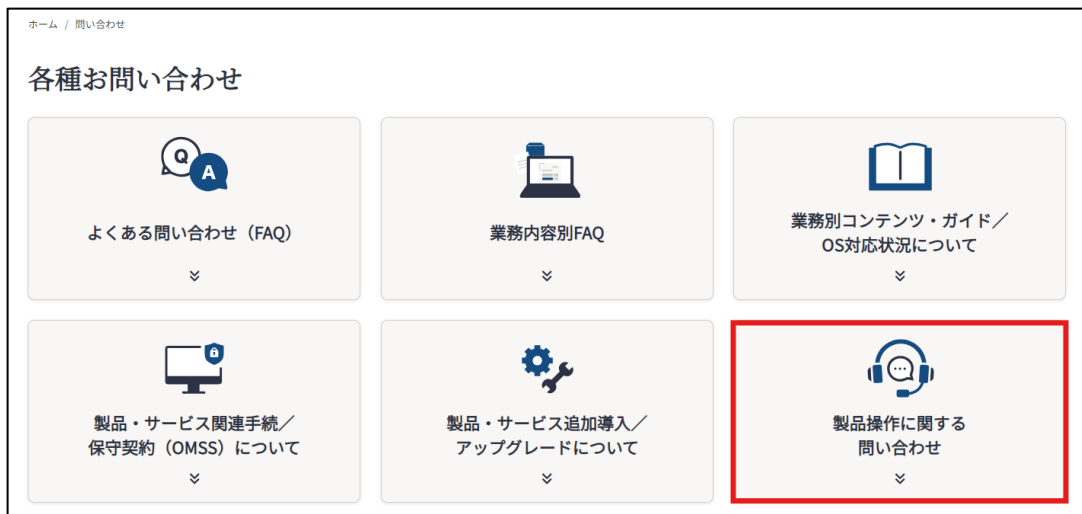 ホーム / 問い合わせ
各種お問い合わせ
Q
A
よくある問い合わせ（FAQ）
業務内容別FAQ
業務別コンテンツ・ガイド／
OS対応状況について
製品・サービス関連手続／
保守契約（OMSS）について
製品・サービス追加導入／
アップグレードについて
製品操作に関する
問い合わせ